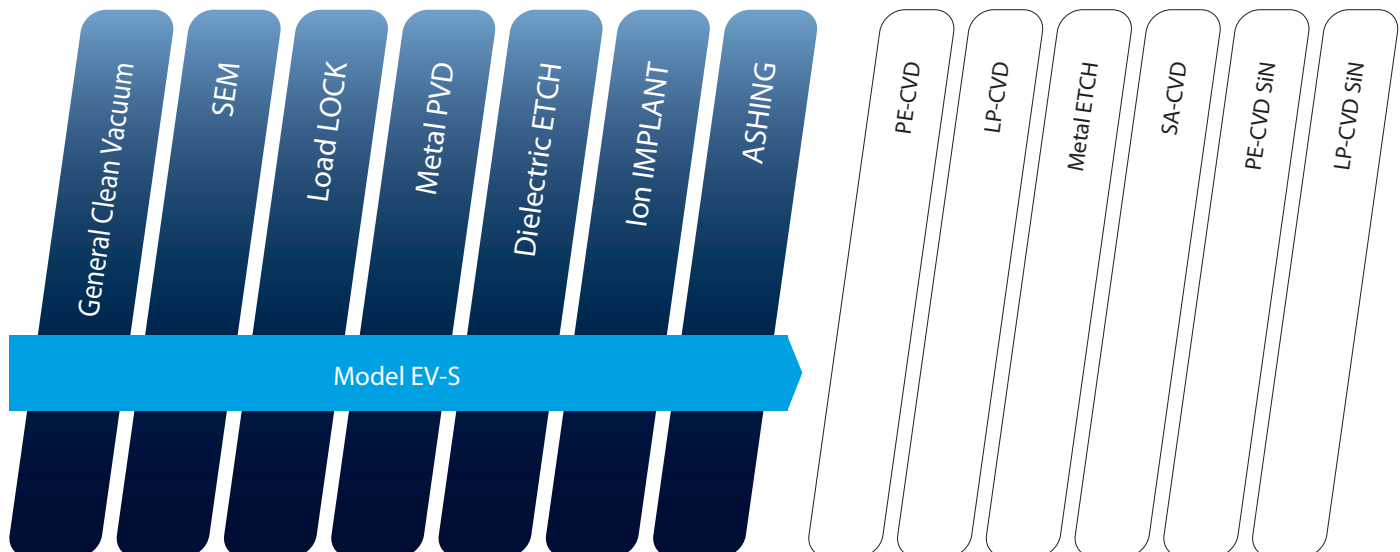 General Clean Vacuum
SEM
Load LOCK
Metal PVD
Dielectric ETCH
Ion IMPLANT
ASHING
PE-CVD
LP-CVD
Metal ETCH
SA-CVD
PE-CVD SiN
LP-CVD SiN
Model EV-S